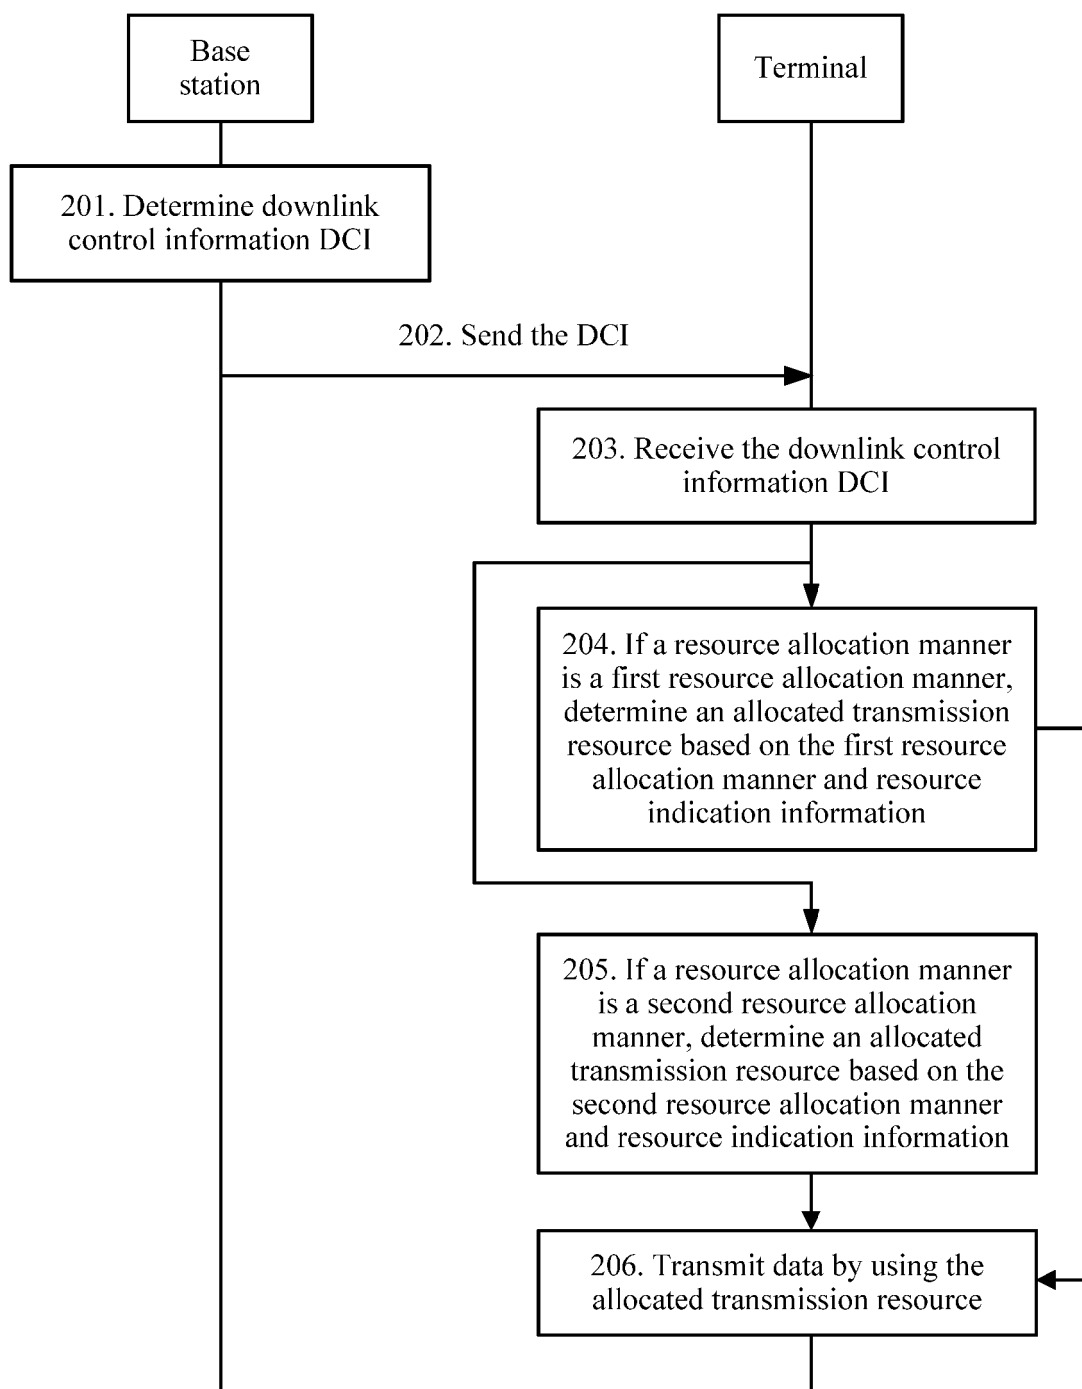 Base
station
Terminal
201. Determine downlink
control information DCI
202. Send the DCI
203. Receive the downlink control
information DCI
204. If a resource allocation manner
is a first resource allocation manner,
determine an allocated transmission
resource based on the first resource
allocation manner and resource
indication information
205. If a resource allocation manner
is a second resource allocation
manner, determine an allocated
transmission resource based on the
second resource allocation manner
and resource indication information
206. Transmit data by using the
allocated transmission resource